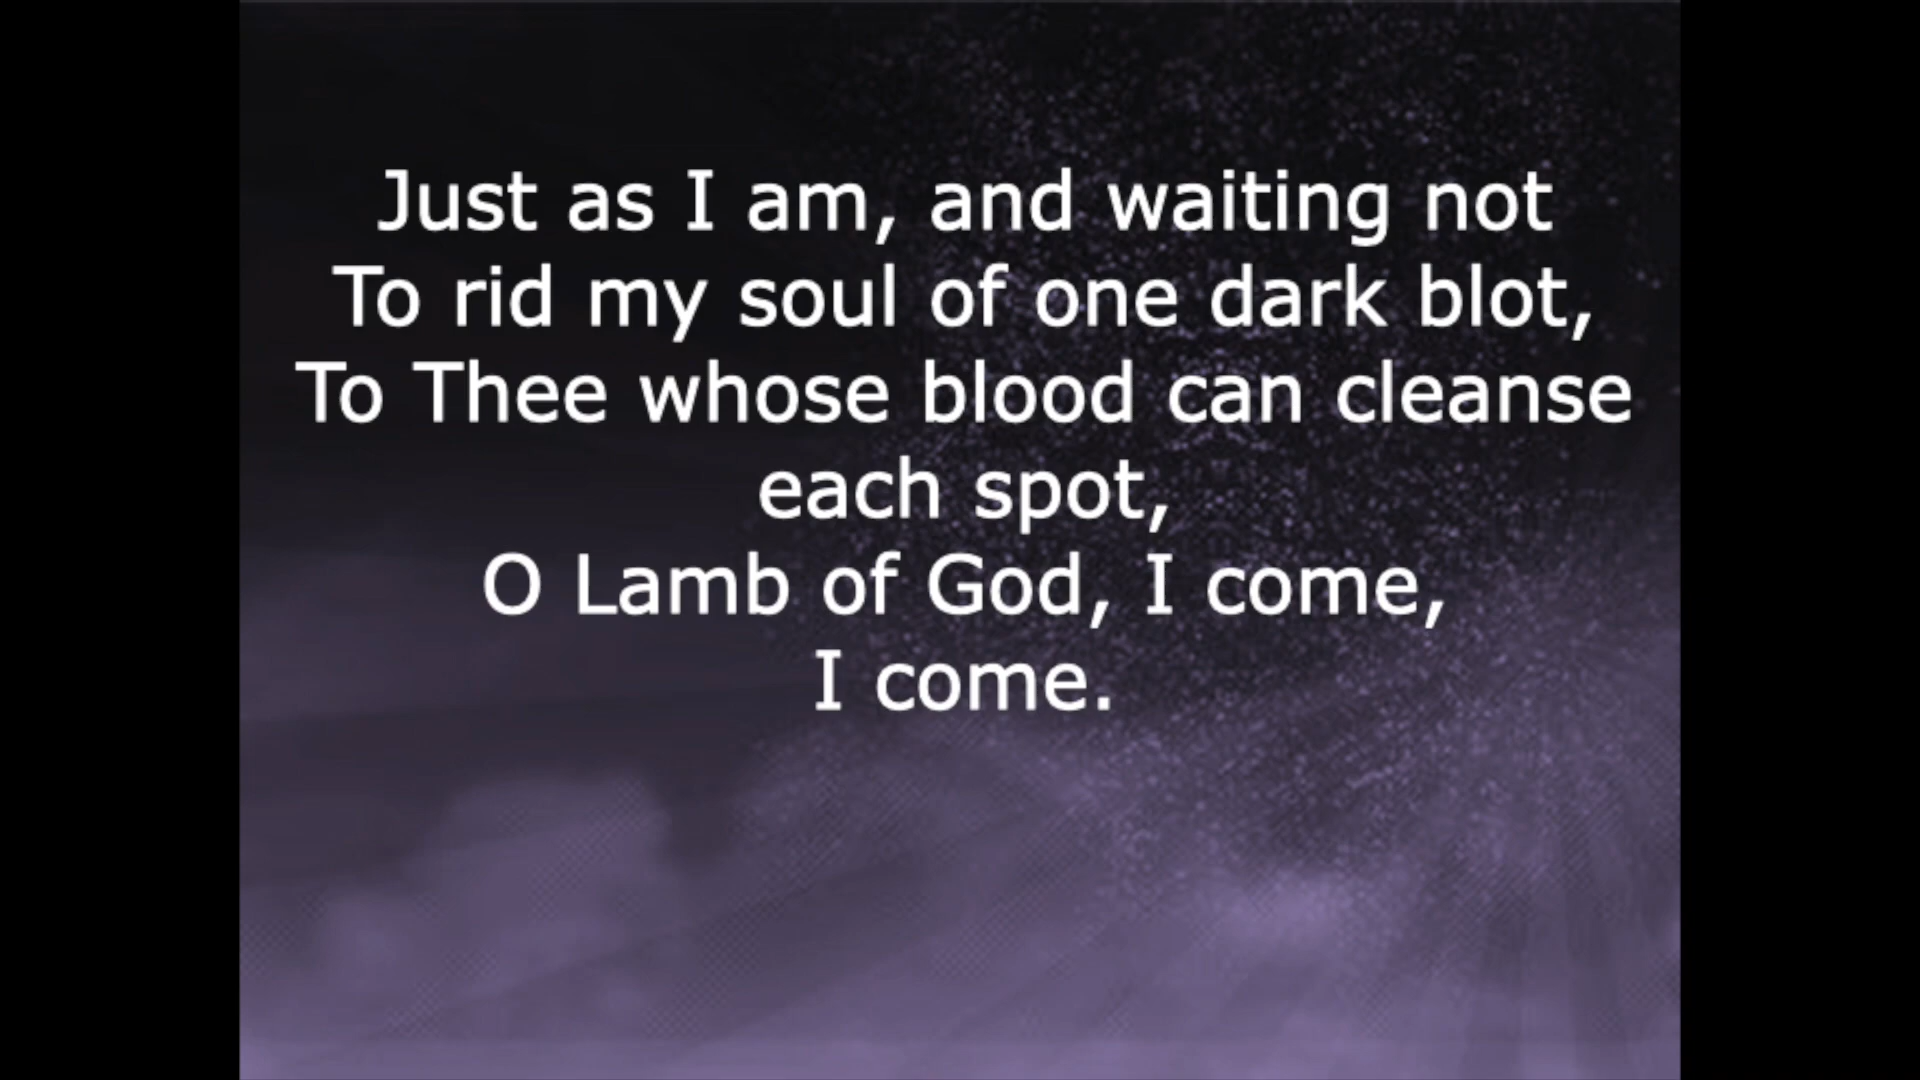 Just as I am, and waiting not
To rid my soul of one dark blot,
To Thee whose blood can cleanse
each spot,
O Lamb of God, I come,
I come.